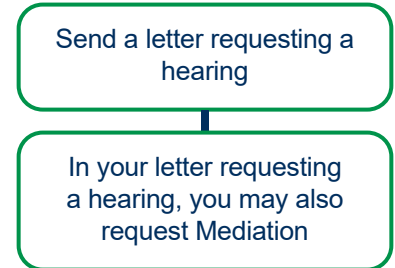 Send a letter requesting a
hearing
In your letter requesting
a hearing, you may also
request Mediation